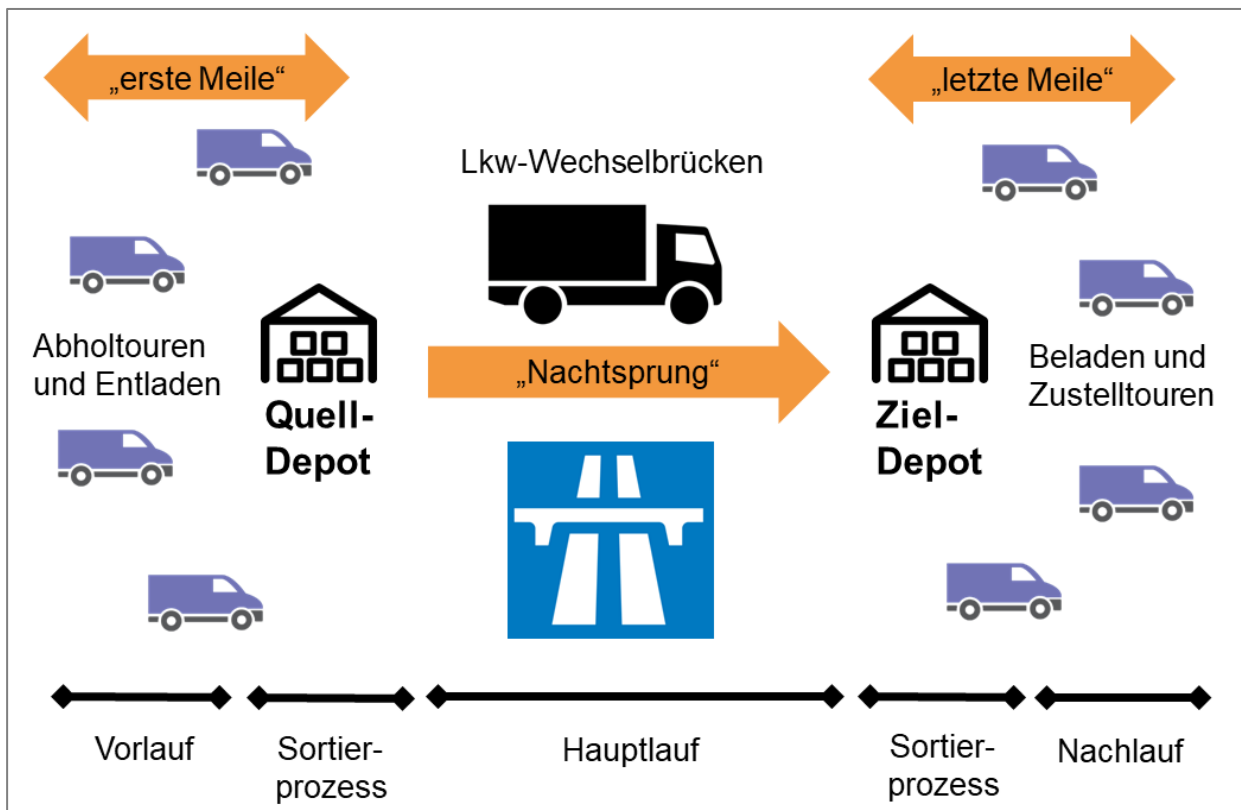 „erste Meile“
„letzte Meile“
Lkw-Wechselbrücken
Abholtouren
und Entladen
„Nachtsprung“
Beladen und
Zustelltouren
Quell-
Depot
Ziel-
Depot
Vorlauf
Sortier-
prozess
Hauptlauf
Sortier-
prozess
Nachlauf